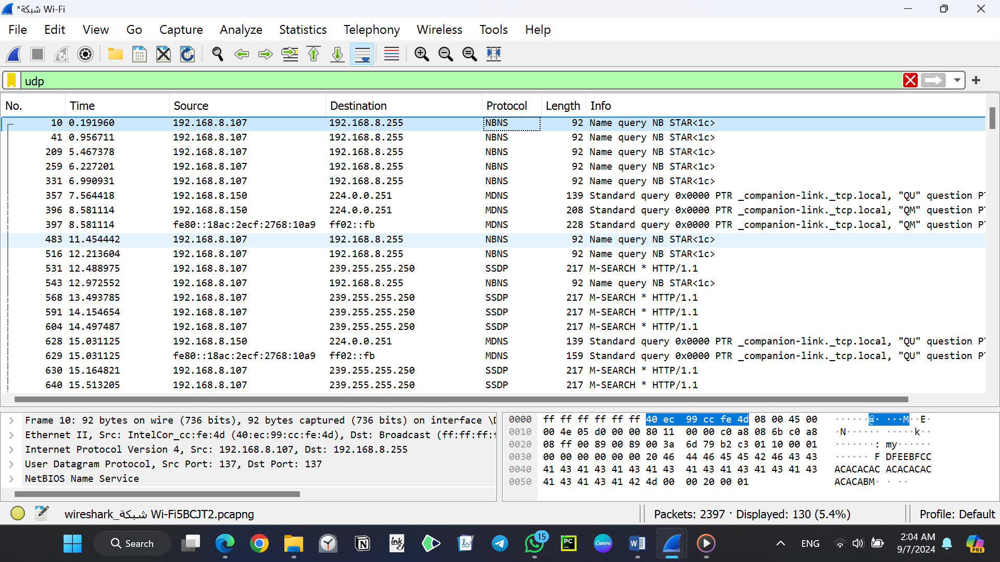 *شبكة Wi-Fi
File Edit View Go Capture Analyze Statistics Telephony Wireless Tools Help
udp
No. Time Source Destination Protocol Length Info
10 0.191960 192.168.8.107 192.168.8.255 NBNS 92 Name query NB STAR<1c>
41 0.956711 192.168.8.107 192.168.8.255 NBNS 92 Name query NB STAR<1c>
209 5.467378 192.168.8.107 192.168.8.255 NBNS 92 Name query NB STAR<1c>
259 6.227201 192.168.8.107 192.168.8.255 NBNS 92 Name query NB STAR<1c>
331 6.990931 192.168.8.107 192.168.8.255 NBNS 92 Name query NB STAR<1c>
357 7.564418 192.168.8.150 224.0.0.251 MDNS 139 Standard query 0x0000 PTR _companion-link._tcp.local, "QU" question P
396 8.581114 192.168.8.150 224.0.0.251 MDNS 208 Standard query 0x0000 PTR _companion-link._tcp.local, "QM" question P
397 8.581114 fe80::18ac:2ecf:2768:10a9 ff02::fb MDNS 228 Standard query 0x0000 PTR _companion-link._tcp.local, "QM" question P
483 11.454442 192.168.8.107 192.168.8.255 NBNS 92 Name query NB STAR<1c>
516 12.213604 192.168.8.107 192.168.8.255 NBNS 92 Name query NB STAR<1c>
531 12.488975 192.168.8.107 239.255.255.250 SSDP 217 M-SEARCH * HTTP/1.1
543 12.972552 192.168.8.107 192.168.8.255 NBNS 92 Name query NB STAR<1c>
568 13.493785 192.168.8.107 239.255.255.250 SSDP 217 M-SEARCH * HTTP/1.1
591 14.154654 192.168.8.107 239.255.255.250 SSDP 217 M-SEARCH * HTTP/1.1
604 14.497487 192.168.8.107 239.255.255.250 SSDP 217 M-SEARCH * HTTP/1.1
628 15.031125 192.168.8.150 224.0.0.251 MDNS 139 Standard query 0x0000 PTR _companion-link._tcp.local, "QU" question P
629 15.031125 fe80::18ac:2ecf:2768:10a9 ff02::fb MDNS 159 Standard query 0x0000 PTR _companion-link._tcp.local, "QU" question P
630 15.164821 192.168.8.107 239.255.255.250 SSDP 217 M-SEARCH * HTTP/1.1
640 15.513205 192.168.8.107 239.255.255.250 SSDP 217 M-SEARCH * HTTP/1.1
Frame 10: 92 bytes on wire (736 bits), 92 bytes captured (736 bits) on interface \D
Ethernet II, Src: IntelCor_cc:fe:4d (40:ec:99:cc:fe:4d), Dst: Broadcast (ff:ff:ff:f
Internet Protocol Version 4, Src: 192.168.8.107, Dst: 192.168.8.255
User Datagram Protocol, Src Port: 137, Dst Port: 137
NetBIOS Name Service
0000 ff ff ff ff ff ff 40 ec 99 cc fe 4d 08 00 45 00 ······@· ···M··E·
0010 00 4e 05 d0 00 00 80 11 00 00 c0 a8 08 6b c0 a8 ·N······ ·····k··
0020 08 ff 00 89 00 89 00 3a 6d 79 b2 c3 01 10 00 01 ·······: my······
0030 00 00 00 00 00 00 20 46 44 46 45 45 42 46 43 43 ······ F DFEEBFCC
0040 41 43 41 43 41 43 41 43 41 43 41 43 41 43 41 43 ACACACAC ACACACAC
0050 41 43 41 43 41 42 4d 00 00 20 00 01 ACACABM· · ··
wireshark_شبكة Wi-Fi5BCJT2.pcapng Packets: 2397 · Displayed: 130 (5.4%) Profile: Default
Search ink 15 PC Canva W ENG 2:04 AM PRE
9/7/2024